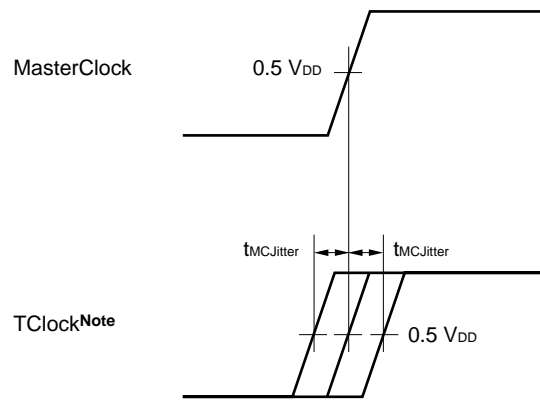 MasterClock
0.5 VDD
tMCJitter
tMCJitter
TClockNote
0.5 VDD